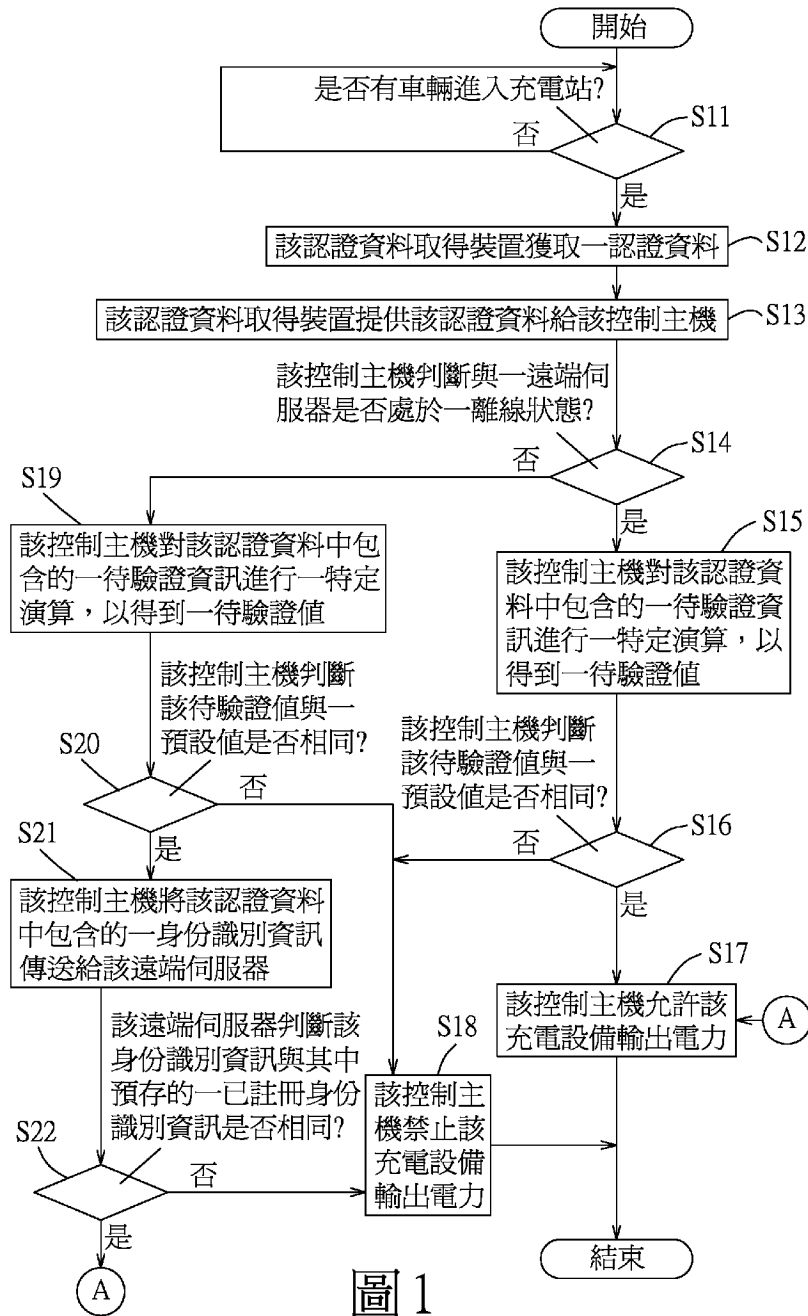 開始
是否有車輛進入充電站?
S11
否
是
該認證資料取得裝置獲取一認證資料
S12
該認證資料取得裝置提供該認證資料給該控制主機
S13
該控制主機判斷與一遠端伺
服器是否處於一離線狀態?
S14
否
是
S19
該控制主機對該認證資料中包
含的一待驗證資訊進行一特定
演算，以得到一待驗證值
S15
該控制主機對該認證資
料中包含的一待驗證資
訊進行一特定演算，以
得到一待驗證值
該控制主機判斷
該待驗證值與一
預設值是否相同?
S20
否
是
該控制主機判斷
該待驗證值與一
預設值是否相同?
S16
否
是
S21
該控制主機將該認證資料
中包含的一身份識別資訊
傳送給該遠端伺服器
S17
該控制主機允許該
充電設備輸出電力
A
該遠端伺服器判斷該
身份識別資訊與其中
預存的一已註冊身份
識別資訊是否相同?
S22
否
是
A
S18
該控制主
機禁止該
充電設備
輸出電力
結束
圖1